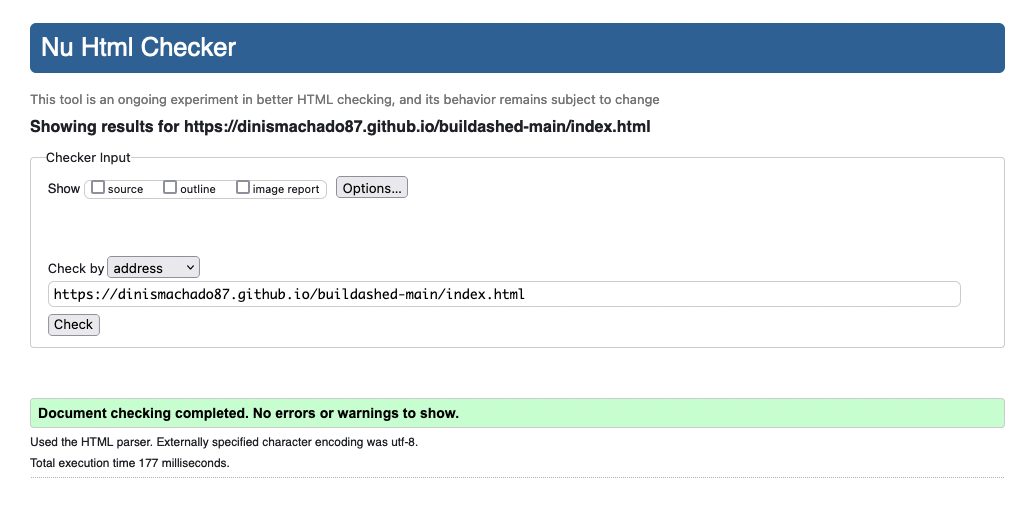 Nu Html Checker
This tool is an ongoing experiment in better HTML checking, and its behavior remains subject to change
Showing results for https://dinismachado87.github.io/buildashed-main/index.html
Checker Input
Show source outline image report Options...
Check by address
https://dinismachado87.github.io/buildashed-main/index.html
Check
Document checking completed. No errors or warnings to show.
Used the HTML parser. Externally specified character encoding was utf-8.
Total execution time 177 milliseconds.